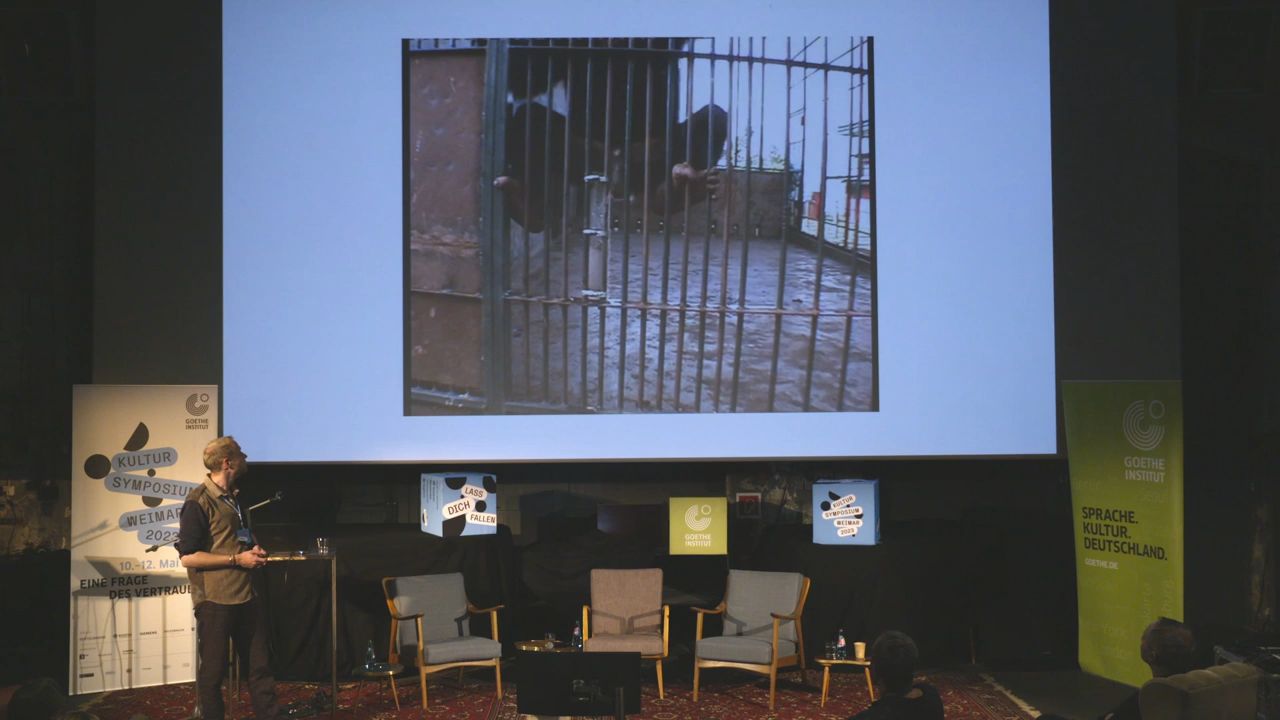 GOETHE
INSTITUT
KULTUR
SYMPOSIUM
WEIMAR
2023
10.–12. Mai
EINE FRAGE
DES VERTRAUE
LASS
DICH
FALLEN
GOETHE
INSTITUT
KULTUR
SYMPOSIUM
WEIMAR
2023
GOETHE
INSTITUT
SPRACHE.
KULTUR.
DEUTSCHLAND.
GOETHE.DE